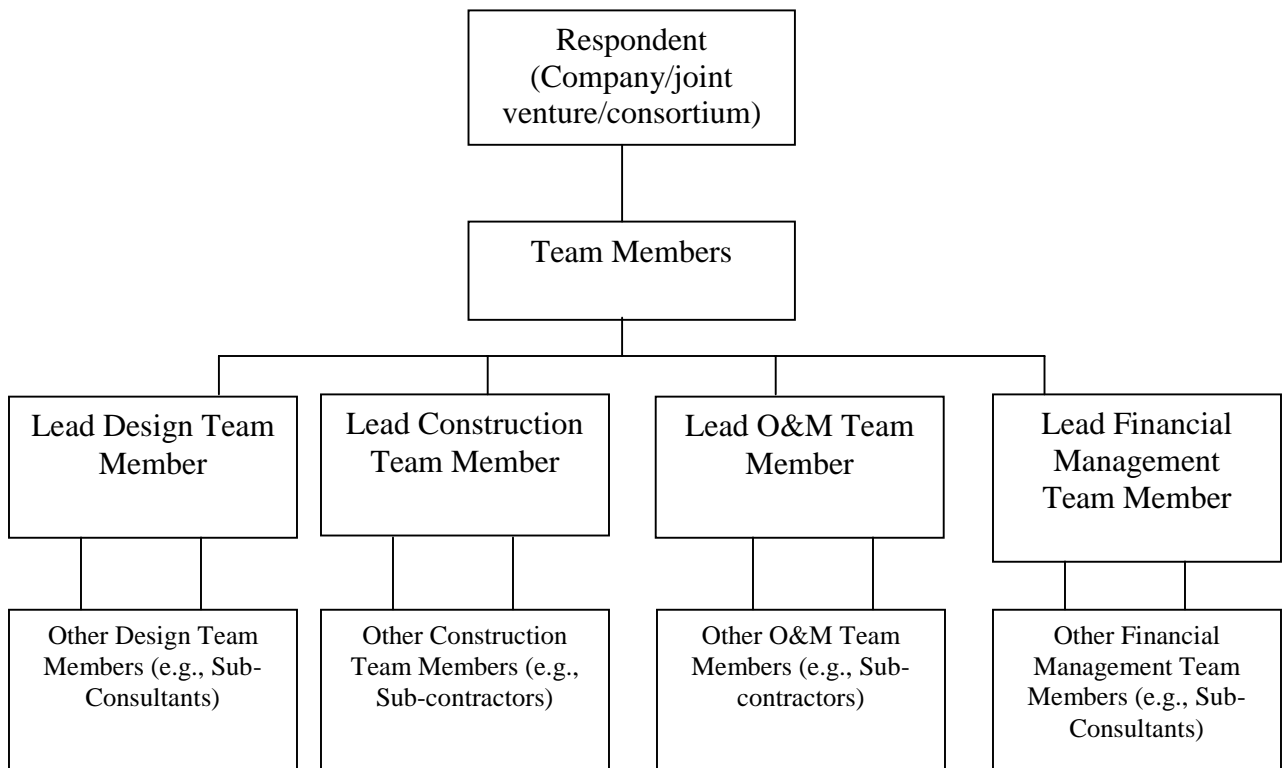 Respondent
(Company/joint
venture/consortium)
Team Members
Lead Design Team
Member
Lead Construction
Team Member
Lead O&M Team
Member
Lead Financial
Management
Team Member
Other Design Team
Members (e.g., Sub-
Consultants)
Other Construction
Team Members (e.g.,
Sub-contractors)
Other O&M Team
Members (e.g., Sub-
contractors)
Other Financial
Management Team
Members (e.g., Sub-
Consultants)